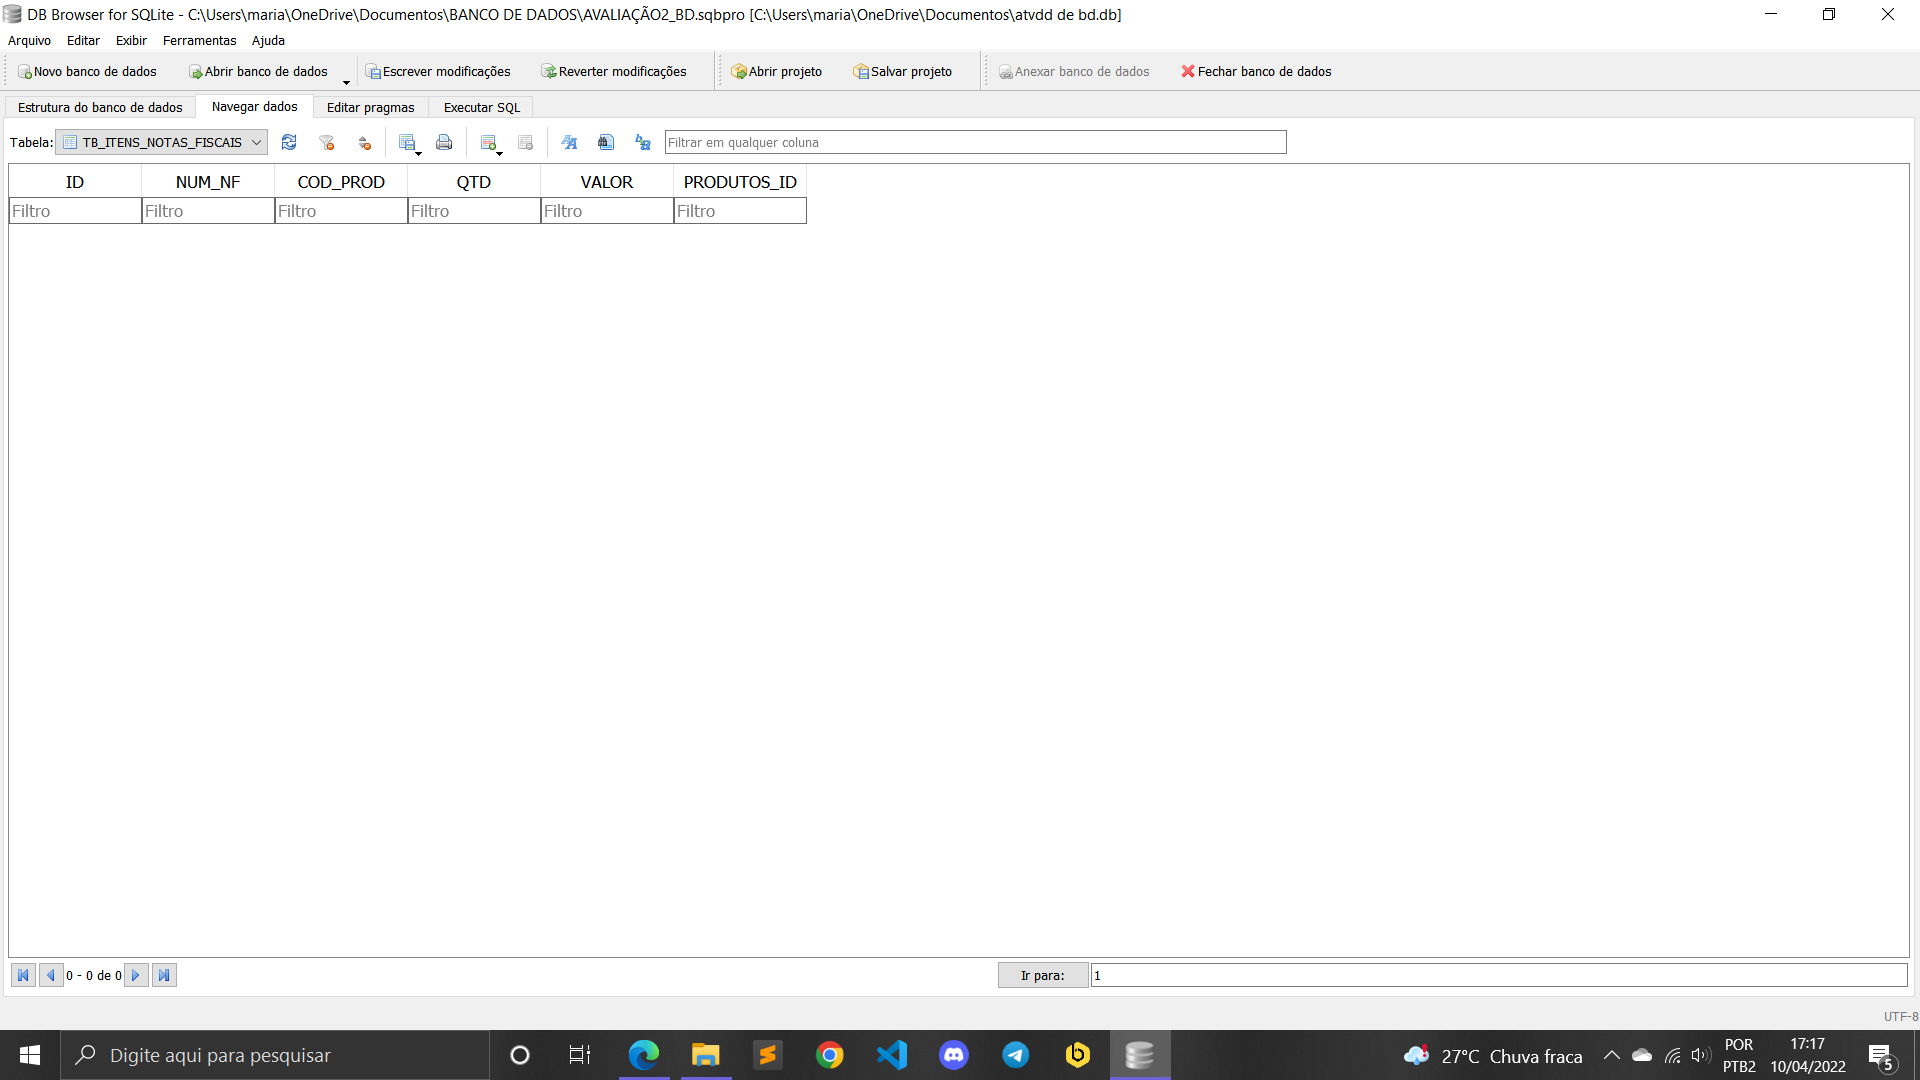 DB Browser for SQLite - C:\Users\maria\OneDrive\Documentos\BANCO DE DADOS\AVALIAÇÃO2_BD.sqbpro [C:\Users\maria\OneDrive\Documentos\atvdd de bd.db]
Arquivo Editar Exibir Ferramentas Ajuda
Novo banco de dados Abrir banco de dados Escrever modificações Reverter modificações Abrir projeto Salvar projeto Anexar banco de dados Fechar banco de dados
Estrutura do banco de dados Navegar dados Editar pragmas Executar SQL
Tabela: TB_ITENS_NOTAS_FISCAIS Filtrar em qualquer coluna
ID NUM_NF COD_PROD QTD VALOR PRODUTOS_ID
Filtro Filtro Filtro Filtro Filtro Filtro
0 - 0 de 0 Ir para: 1
UTF-8
Digite aqui para pesquisar 27°C Chuva fraca
POR 17:17
PTB2 10/04/2022 5